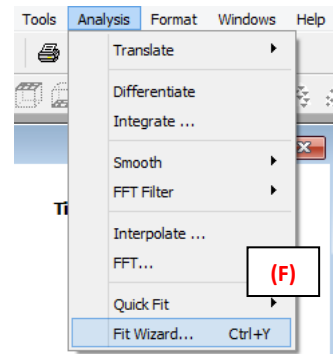 Tools Analysis Format Windows Help
Translate
Differentiate
Integrate ...
Smooth
FFT Filter
Ti
Interpolate ...
FFT...
(F)
Quick Fit
Fit Wizard... Ctrl+Y